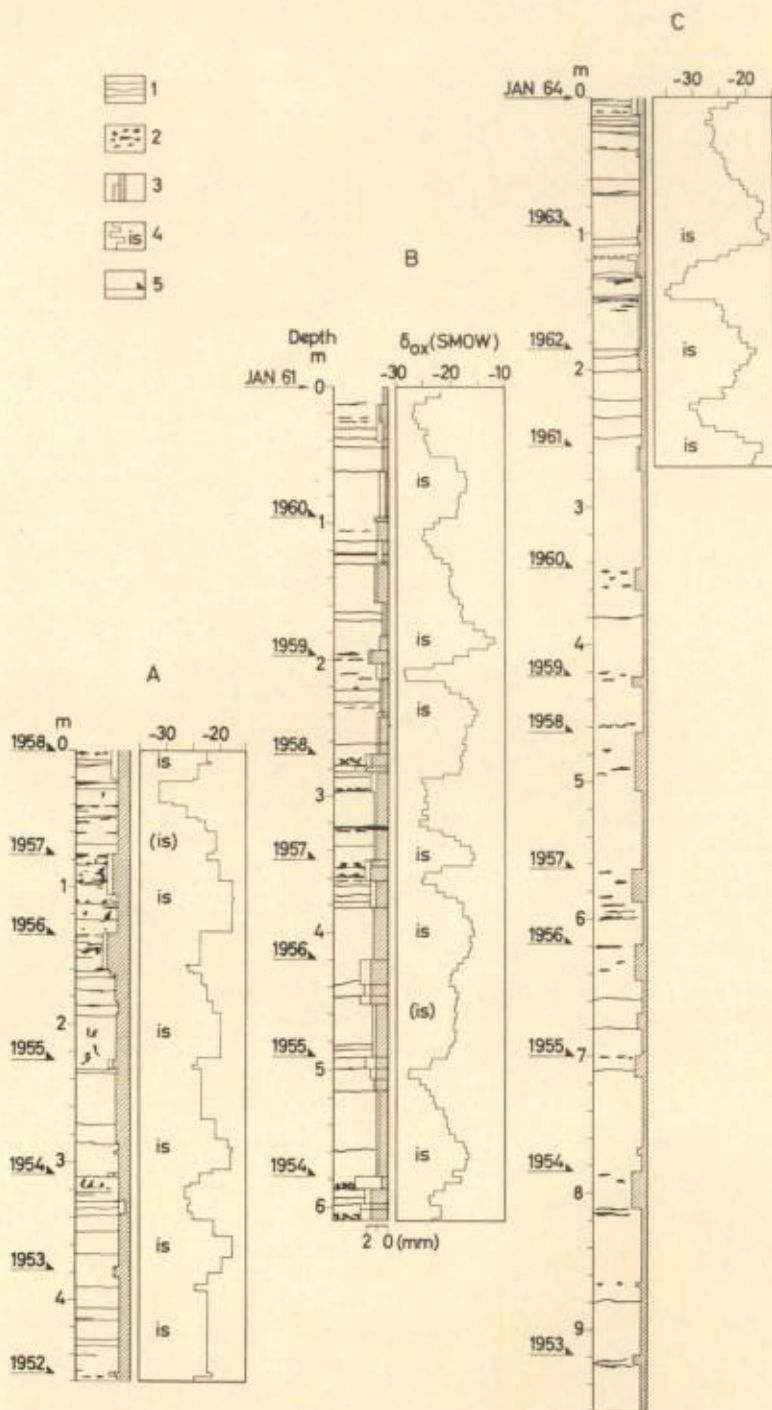 1
2
3
is 4
5
A
m
-30 -20
1958 0
is
1957
(is)
1
is
1956
2
is
1955
is
1954 3
is
1953
4
is
1952
B
Depth
m
δox(SMOW)
-30 -20 -10
JAN 61 0
is
1960
1
is
1959
2
is
1958
3
is
1957
is
4
1956
(is)
1955
5
is
1954
6
2 0 (mm)
C
m
-30 -20
JAN 64 0
1963
1
is
1962
is
2
1961
is
3
1960
4
1959
1958
5
1957
6
1956
1955 7
1954
8
9
1953